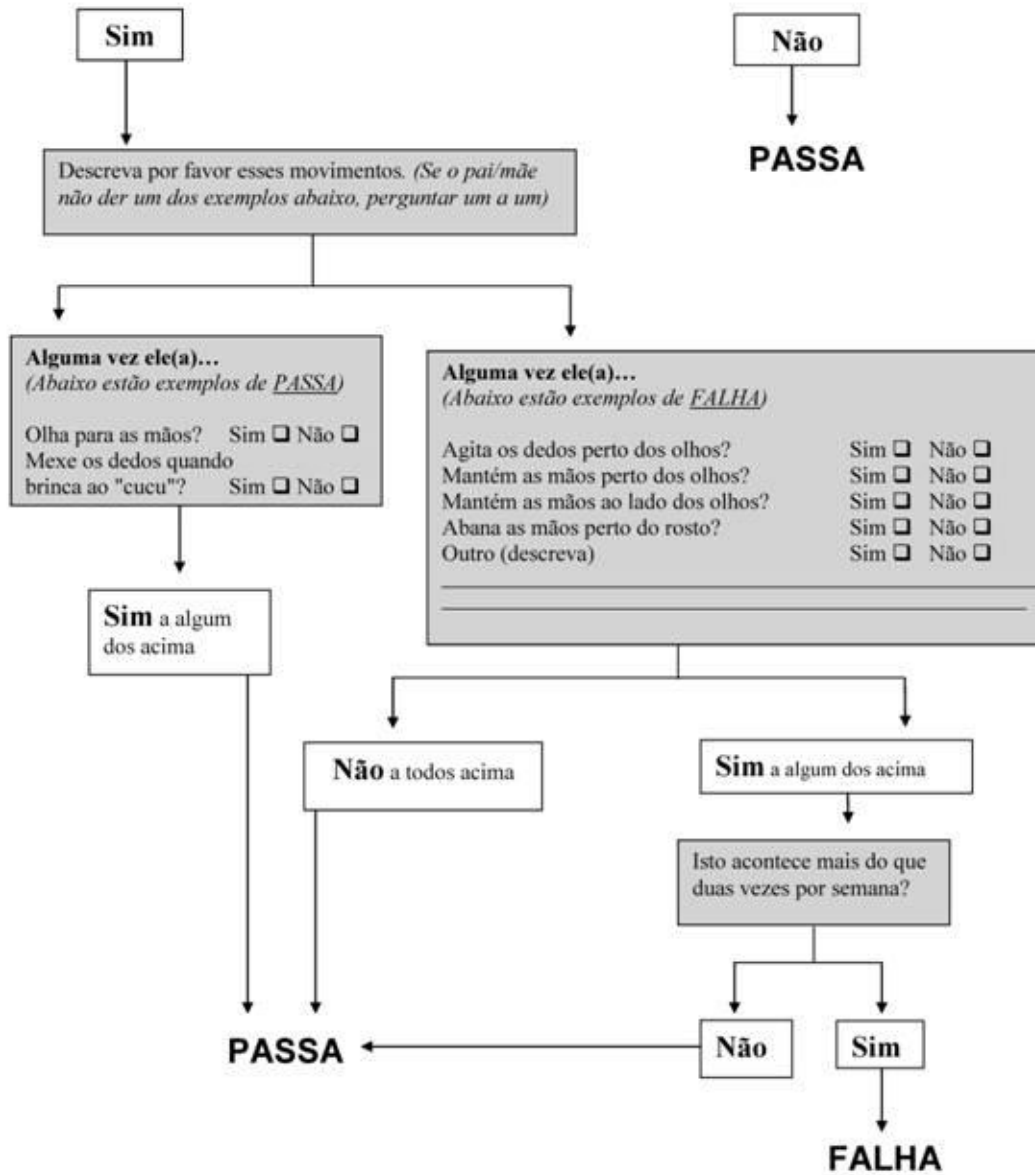 Sim
Não
PASSA
Descreva por favor esses movimentos. (Se o pai/mãe
não der um dos exemplos abaixo, perguntar um a um)
Alguma vez ele(a)…
(Abaixo estão exemplos de PASSA)
Olha para as mãos? Sim ❑ Não ❑
Mexe os dedos quando
brinca ao "cucu"? Sim ❑ Não ❑
Alguma vez ele(a)…
(Abaixo estão exemplos de FALHA)
Agita os dedos perto dos olhos? Sim ❑ Não ❑
Mantém as mãos perto dos olhos? Sim ❑ Não ❑
Mantém as mãos ao lado dos olhos? Sim ❑ Não ❑
Abana as mãos perto do rosto? Sim ❑ Não ❑
Outro (descreva) Sim ❑ Não ❑
Sim a algum
dos acima
Não a todos acima
Sim a algum dos acima
Isto acontece mais do que
duas vezes por semana?
PASSA
Não
Sim
FALHA